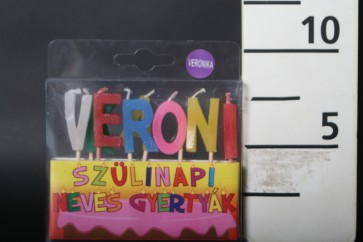 VERONIKA
VERONI
SZÜLINAPI
NEVES GYERTYÁK
10
5